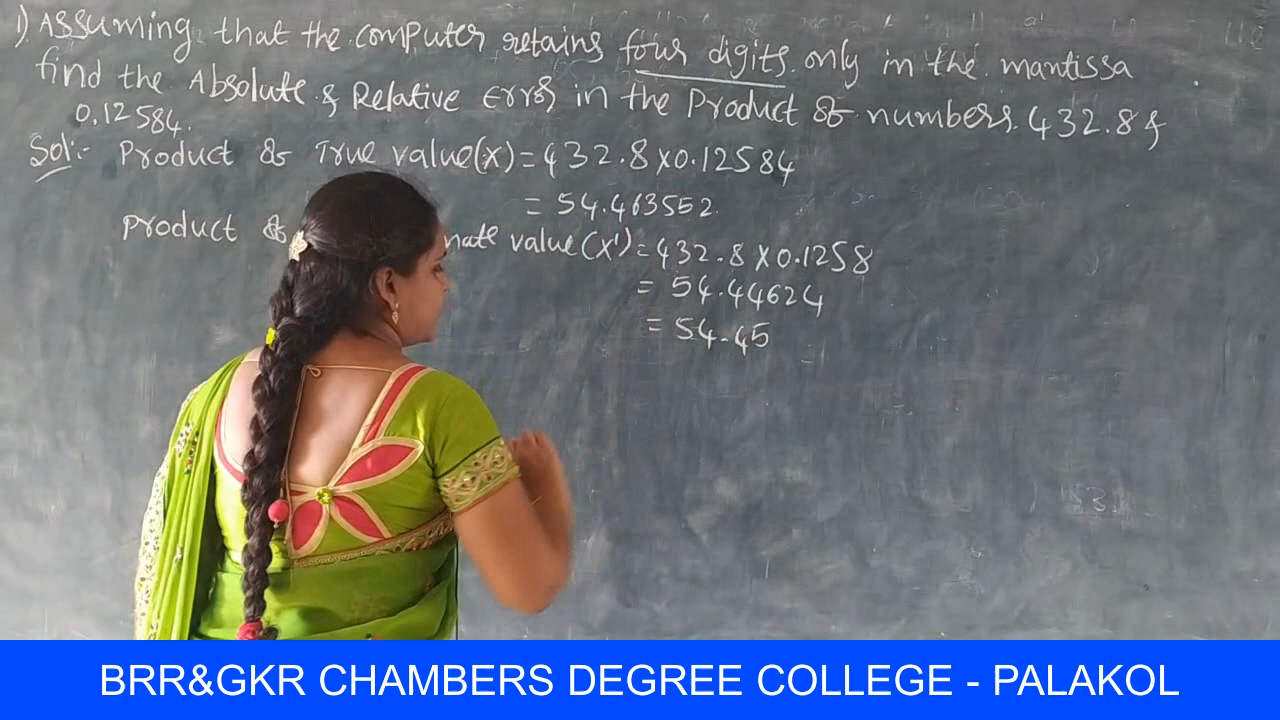 1) Assuming that the computer retains four digits only in the mantissa
find the Absolute & Relative Error in the Product of numbers 432.8 &
0.12584.
Sol:- Product of True value(x) = 432.8 x 0.12584
= 54.463552.
Product of value(x') = 432.8 x 0.1258
= 54.44624
= 54.45
BRR&GKR CHAMBERS DEGREE COLLEGE - PALAKOL